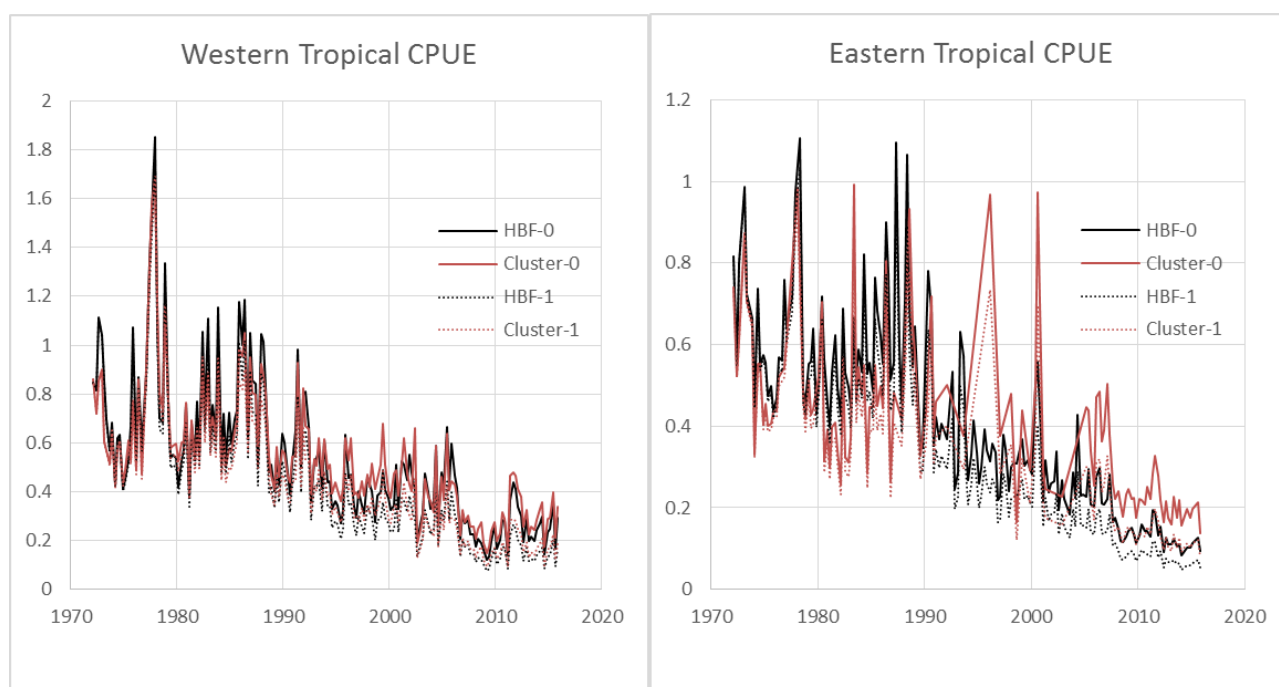 Western Tropical CPUE
2
1.8
1.6
1.4
1.2
1
0.8
0.6
0.4
0.2
0
1970 1980 1990 2000 2010 2020
HBF-0
Cluster-0
HBF-1
Cluster-1
Eastern Tropical CPUE
1.2
1
0.8
0.6
0.4
0.2
0
1970 1980 1990 2000 2010 2020
HBF-0
Cluster-0
HBF-1
Cluster-1